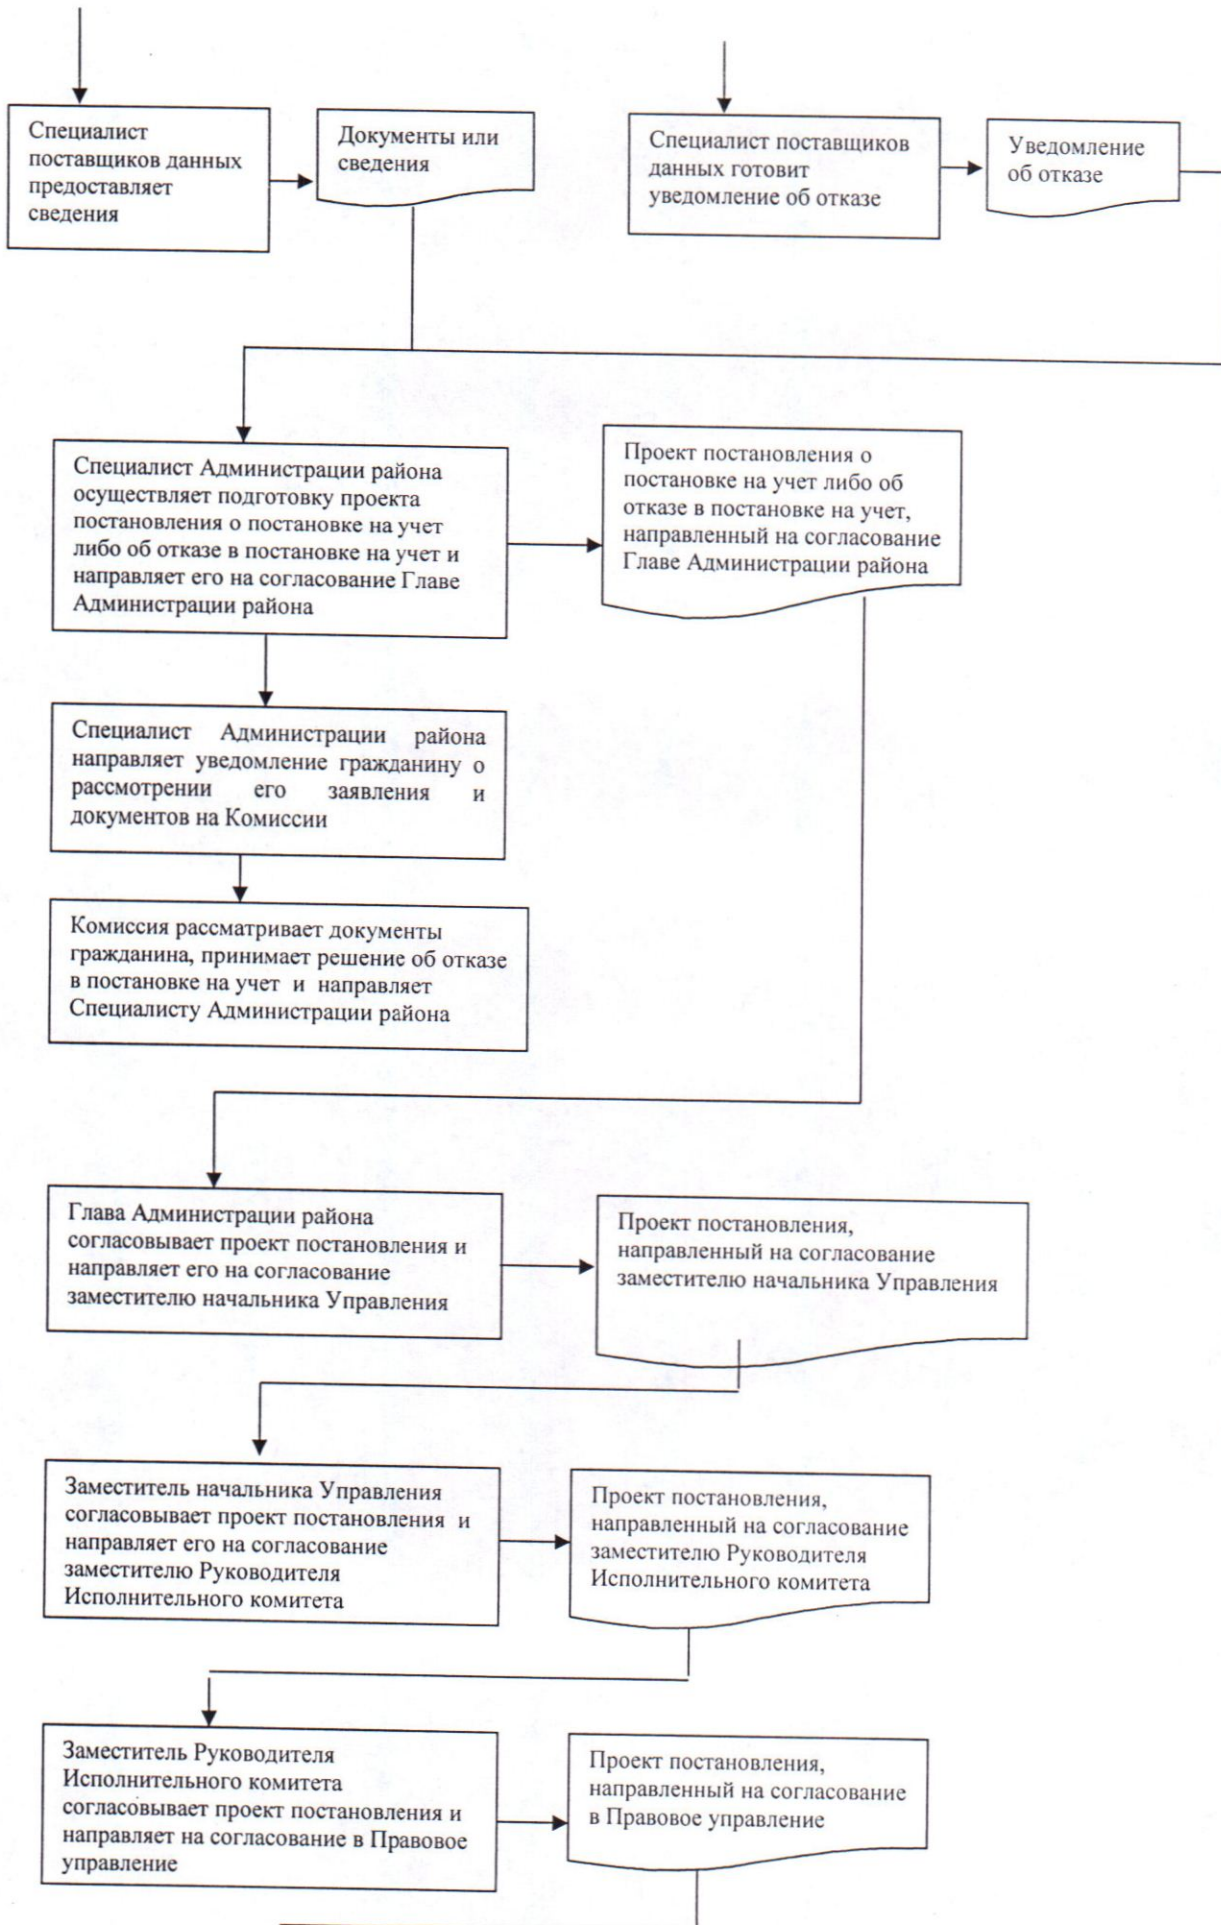 Специалист
поставщиков данных
предоставляет
сведения
Документы или
сведения
Специалист поставщиков
данных готовит
уведомление об отказе
Уведомление
об отказе
Специалист Администрации района
осуществляет подготовку проекта
постановления о постановке на учет
либо об отказе в постановке на учет и
направляет его на согласование Главе
Администрации района
Проект постановления о
постановке на учет либо об
отказе в постановке на учет,
направленный на согласование
Главе Администрации района
Специалист Администрации района
направляет уведомление гражданину о
рассмотрении его заявления и
документов на Комиссии
Комиссия рассматривает документы
гражданина, принимает решение об отказе
в постановке на учет и направляет
Специалисту Администрации района
Глава Администрации района
согласовывает проект постановления и
направляет его на согласование
заместителю начальника Управления
Проект постановления,
направленный на согласование
заместителю начальника Управления
Заместитель начальника Управления
согласовывает проект постановления и
направляет его на согласование
заместителю Руководителя
Исполнительного комитета
Проект постановления,
направленный на согласование
заместителю Руководителя
Исполнительного комитета
Заместитель Руководителя
Исполнительного комитета
согласовывает проект постановления и
направляет на согласование в Правовое
управление
Проект постановления,
направленный на согласование
в Правовое управление